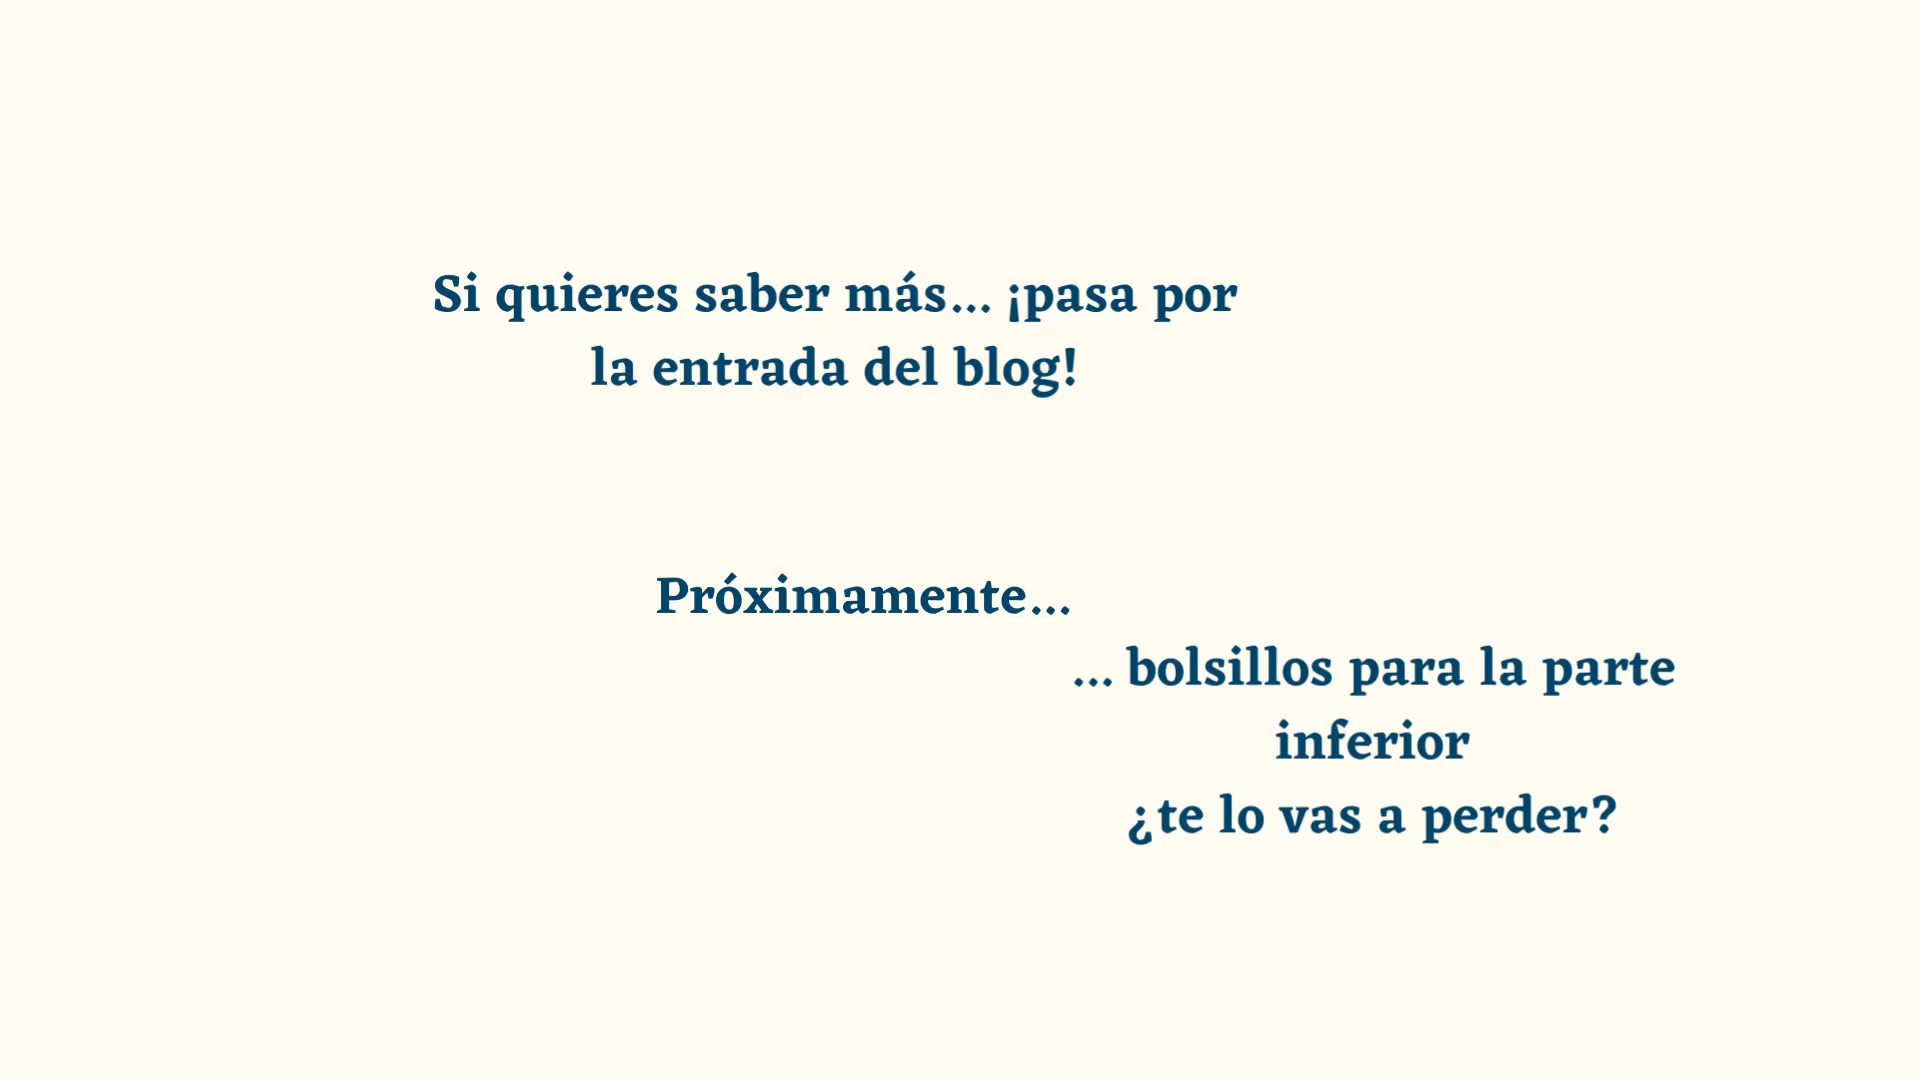 Si quieres saber más... ¡pasa por
la entrada del blog!
Próximamente...
... bolsillos para la parte
inferior
¿te lo vas a perder?